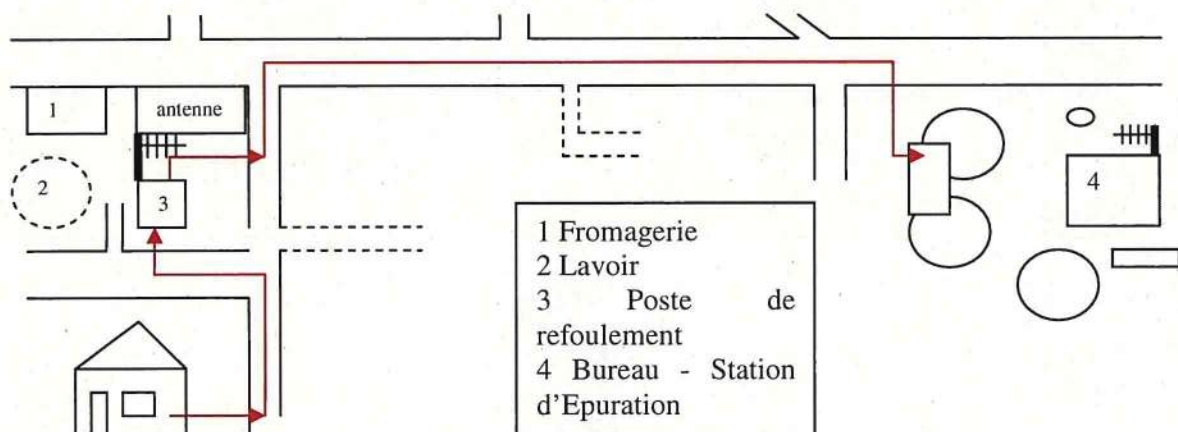 1
antenne
2
3
4
1 Fromagerie
2 Lavoir
3 Poste de
refoulement
4 Bureau - Station
d'Epuration